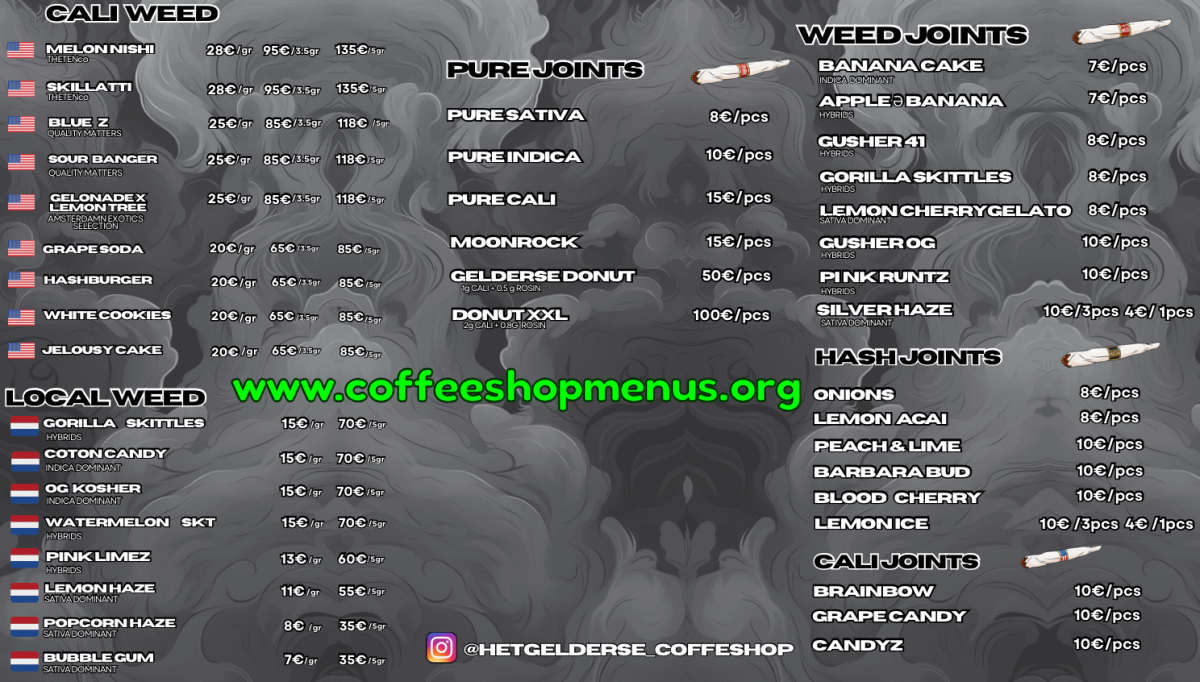 CALI WEED
MELON NISHI 28€/gr 95€/3.5gr 135€/5gr
THETENco
SKILLATTI 28€/gr 95€/3.5gr 135€/5gr
THETENco
BLUE Z 25€/gr 85€/3.5gr 118€/5gr
QUALITY MATTERS
SOUR BANGER 25€/gr 85€/3.5gr 118€/5gr
QUALITY MATTERS
GELONADE X 25€/gr 85€/3.5gr 118€/5gr
LEMON TREE
AMSTERDAMN EXOTICS
SELECTION
GRAPE SODA 20€/gr 65€/3.5gr 85€/5gr
HASHBURGER 20€/gr 65€/3.5gr 85€/5gr
WHITE COOKIES 20€/gr 65€/3.5gr 85€/5gr
JELOUSY CAKE 20€/gr 65€/3.5gr 85€/5gr
LOCAL WEED
GORILLA SKITTLES 15€/gr 70€/5gr
HYBRIDS
COTON CANDY 15€/gr 70€/5gr
INDICA DOMINANT
OG KOSHER 15€/gr 70€/5gr
INDICA DOMINANT
WATERMELON SKT 15€/gr 70€/5gr
HYBRIDS
PINK LIMEZ 13€/gr 60€/5gr
HYBRIDS
LEMON HAZE 11€/gr 55€/5gr
SATIVA DOMINANT
POPCORN HAZE 8€/gr 35€/5gr
SATIVA DOMINANT
BUBBLE GUM 7€/gr 35€/5gr
SATIVA DOMINANT
PURE JOINTS
PURE SATIVA 8€/pcs
PURE INDICA 10€/pcs
PURE CALI 15€/pcs
MOONROCK 15€/pcs
GELDERSE DONUT 50€/pcs
1g CALI + 0.5 g ROSIN
DONUT XXL 100€/pcs
2g CALI + 0.8G ROSIN
www.coffeeshopmenus.org
@HETGELDERSE_COFFESHOP
WEED JOINTS
BANANA CAKE 7€/pcs
INDICA DOMINANT
APPLE Ə BANANA 7€/pcs
HYBRIDS
GUSHER 41 8€/pcs
HYBRIDS
GORILLA SKITTLES 8€/pcs
HYBRIDS
LEMON CHERRYGELATO 8€/pcs
SATIVA DOMINANT
GUSHER OG 10€/pcs
HYBRIDS
PINK RUNTZ 10€/pcs
HYBRIDS
SILVER HAZE 10€/3pcs 4€/1pcs
SATIVA DOMINANT
HASH JOINTS
ONIONS 8€/pcs
LEMON ACAI 8€/pcs
PEACH & LIME 10€/pcs
BARBARA BUD 10€/pcs
BLOOD CHERRY 10€/pcs
LEMON ICE 10€/3pcs 4€/1pcs
CALI JOINTS
BRAINBOW 10€/pcs
GRAPE CANDY 10€/pcs
CANDYZ 10€/pcs